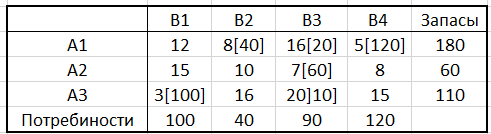 B1 B2 B3 B4 Запасы
A1 12 8[40] 16[20] 5[120] 180
A2 15 10 7[60] 8 60
A3 3[100] 16 20]10] 15 110
Потребиности 100 40 90 120